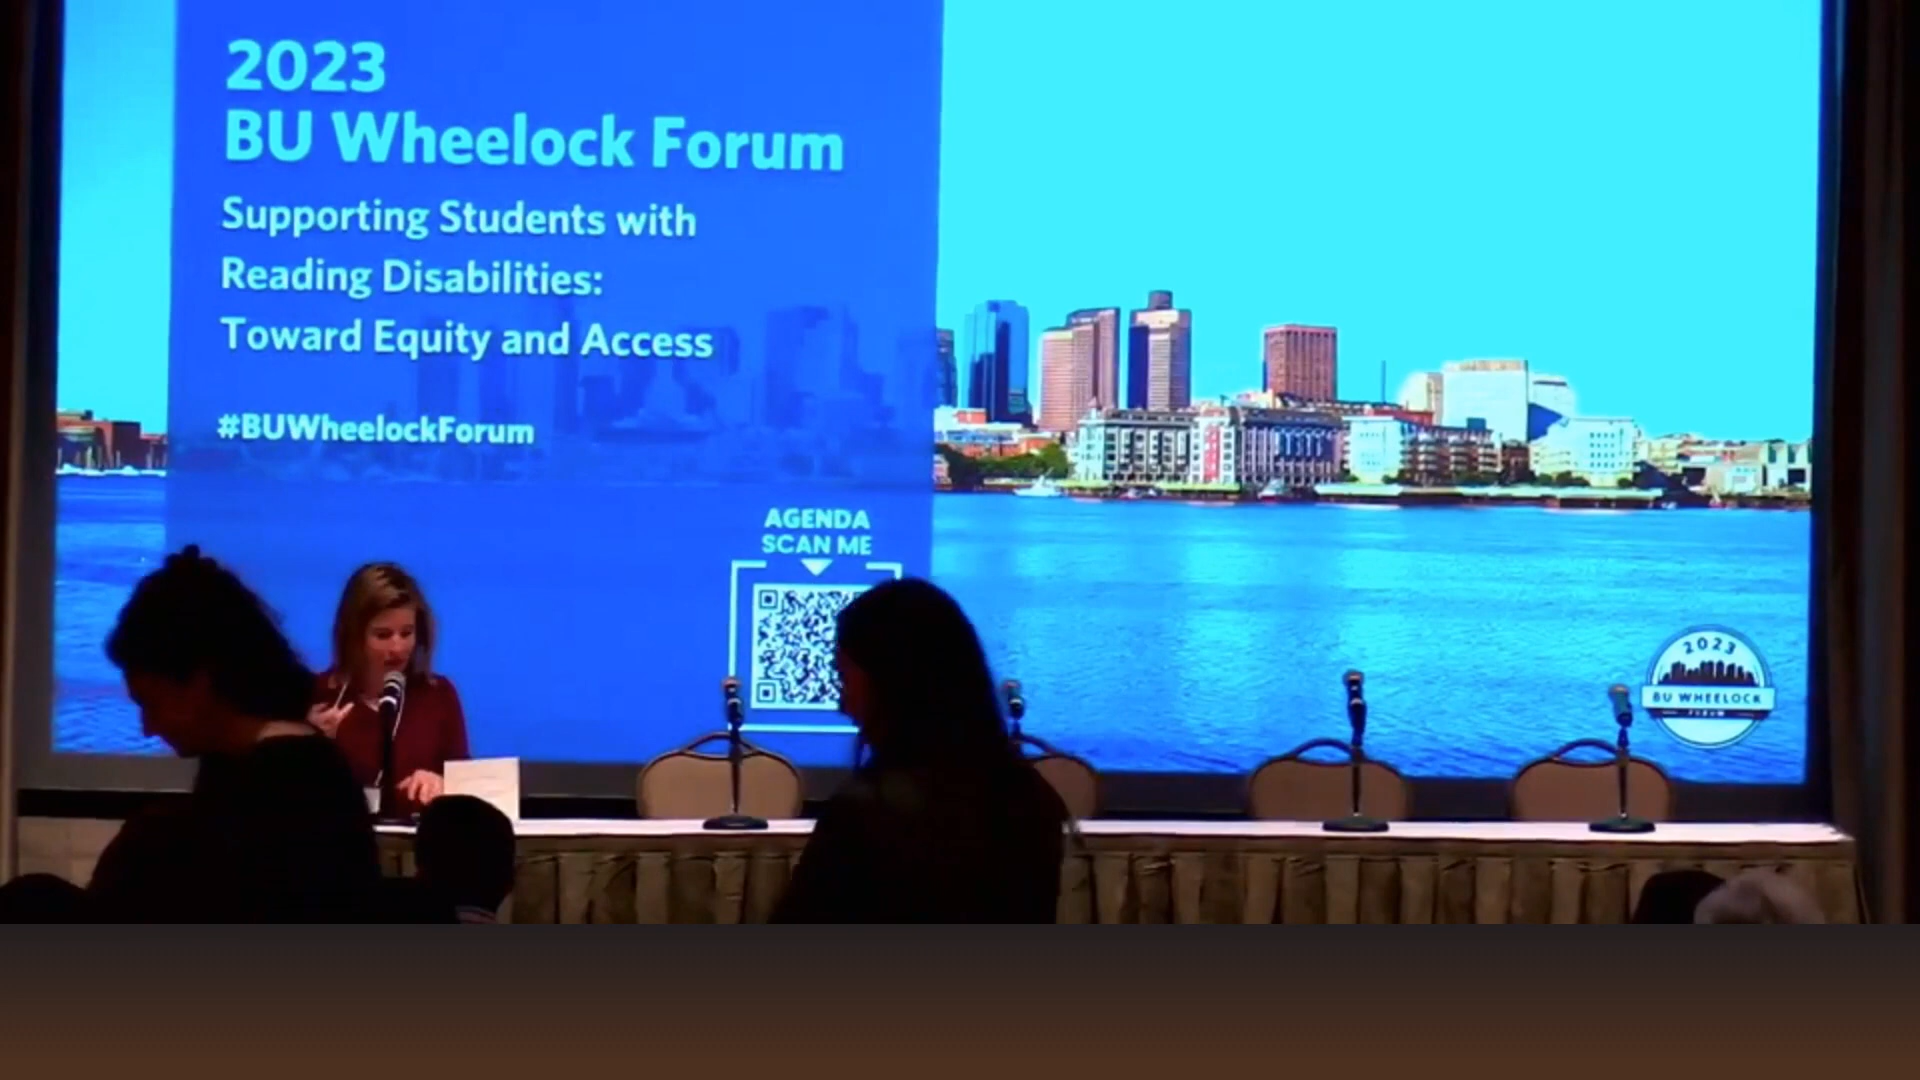 2023
BU Wheelock Forum
Supporting Students with
Reading Disabilities:
Toward Equity and Access
#BUWheelockForum
AGENDA
SCAN ME
2023
BU WHEELOCK
FORUM